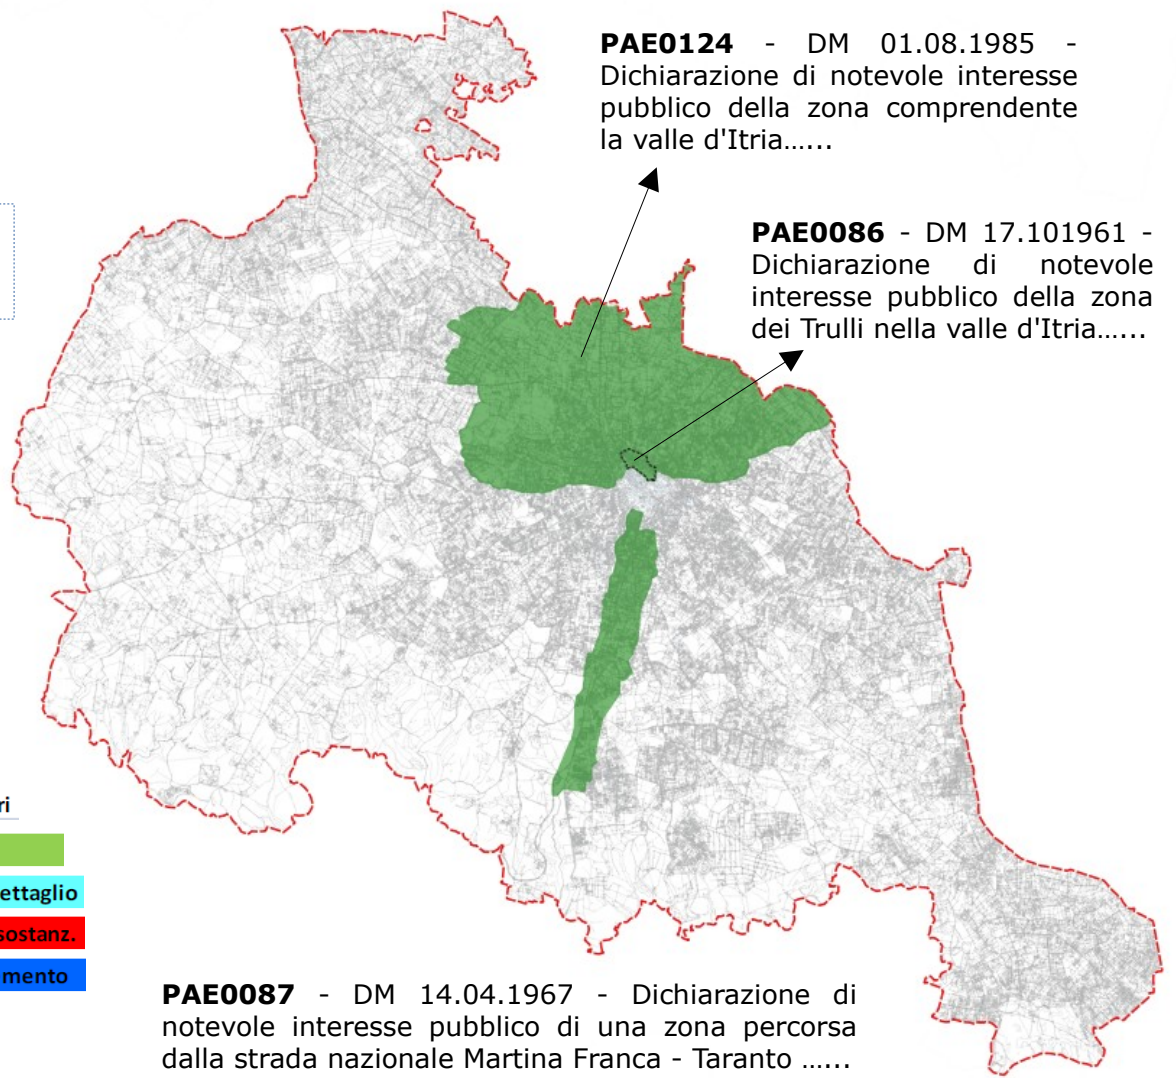 PAE0124 - DM 01.08.1985 -
Dichiarazione di notevole interesse
pubblico della zona comprendente
la valle d'Itria…...
PAE0086 - DM 17.101961 -
Dichiarazione di notevole
interesse pubblico della zona
dei Trulli nella valle d'Itria…...
ri
ettaglio
sostanz.
mento
PAE0087 - DM 14.04.1967 - Dichiarazione di
notevole interesse pubblico di una zona percorsa
dalla strada nazionale Martina Franca - Taranto …...